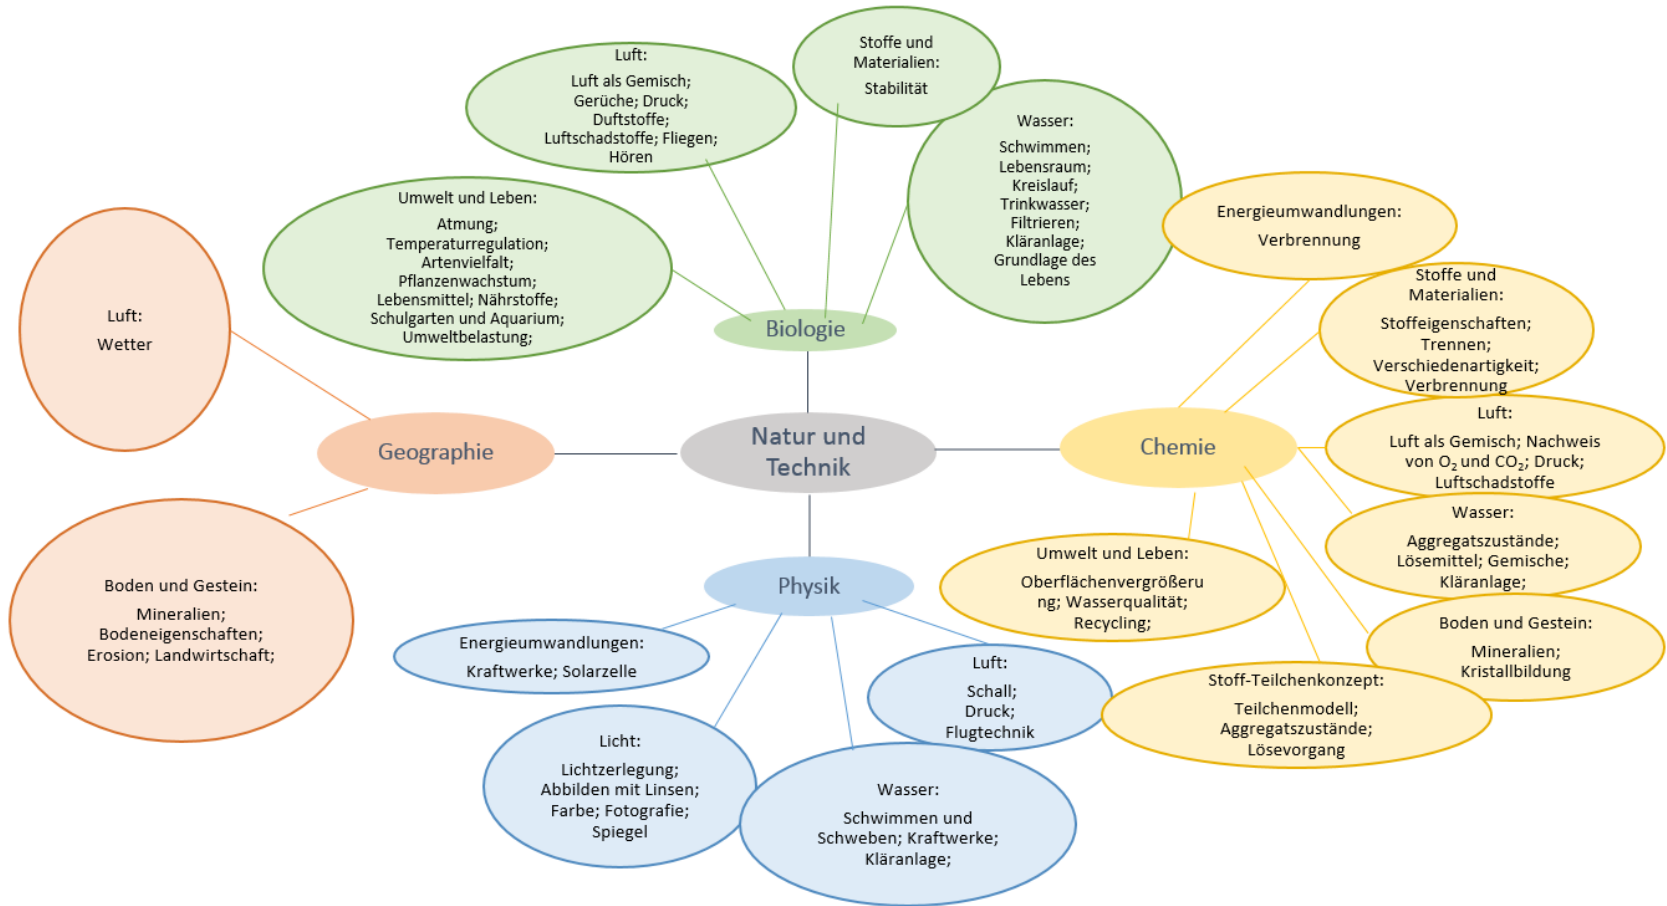 Luft:
Luft als Gemisch;
Gerüche; Druck;
Duftstoffe;
Luftschadstoffe; Fliegen;
Hören
Stoffe und
Materialien:
Stabilität
Wasser:
Schwimmen;
Lebensraum;
Kreislauf;
Trinkwasser;
Filtrieren;
Kläranlage;
Grundlage des
Lebens
Umwelt und Leben:
Atmung;
Temperaturregulation;
Artenvielfalt;
Pflanzenwachstum;
Lebensmittel; Nährstoffe;
Schulgarten und Aquarium;
Umweltbelastung;
Biologie
Luft:
Wetter
Geographie
Boden und Gestein:
Mineralien;
Bodeneigenschaften;
Erosion; Landwirtschaft;
Natur und
Technik
Chemie
Energieumwandlungen:
Verbrennung
Stoffe und
Materialien:
Stoffeigenschaften;
Trennen;
Verschiedenartigkeit;
Verbrennung
Luft:
Luft als Gemisch; Nachweis
von O₂ und CO₂; Druck;
Luftschadstoffe
Wasser:
Aggregatszustände;
Lösemittel; Gemische;
Kläranlage;
Boden und Gestein:
Mineralien;
Kristallbildung
Umwelt und Leben:
Oberflächenvergrößeru
ng; Wasserqualität;
Recycling;
Stoff-Teilchenkonzept:
Teilchenmodell;
Aggregatszustände;
Lösevorgang
Physik
Energieumwandlungen:
Kraftwerke; Solarzelle
Licht:
Lichtzerlegung;
Abbilden mit Linsen;
Farbe; Fotografie;
Spiegel
Wasser:
Schwimmen und
Schweben; Kraftwerke;
Kläranlage;
Luft:
Schall;
Druck;
Flugtechnik